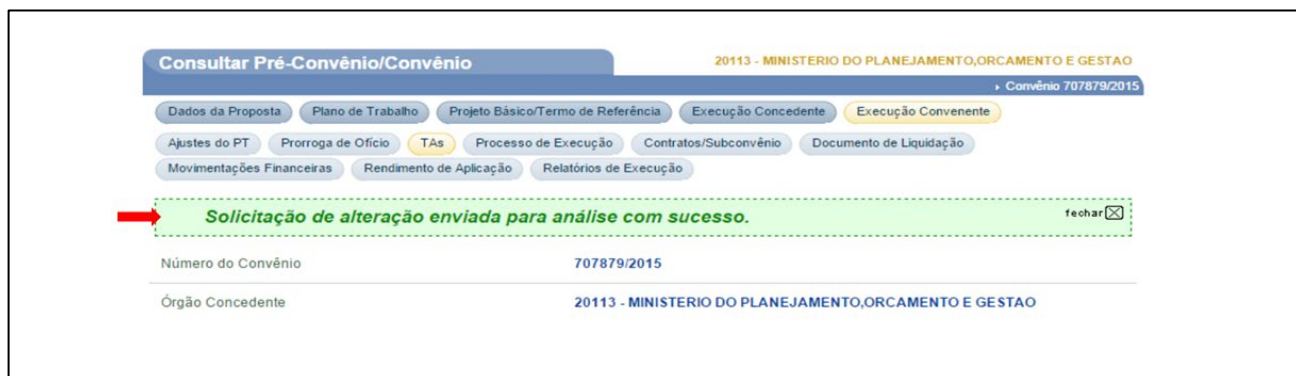 Consultar Pré-Convênio/Convênio
20113 - MINISTERIO DO PLANEJAMENTO,ORCAMENTO E GESTAO
Convênio 707879/2015
Dados da Proposta Plano de Trabalho Projeto Básico/Termo de Referência Execução Concedente Execução Convenente
Ajustes do PT Prorroga de Ofício TAs Processo de Execução Contratos/Subconvênio Documento de Liquidação
Movimentações Financeiras Rendimento de Aplicação Relatórios de Execução
Solicitação de alteração enviada para análise com sucesso. fechar
Número do Convênio 707879/2015
Órgão Concedente 20113 - MINISTERIO DO PLANEJAMENTO,ORCAMENTO E GESTAO